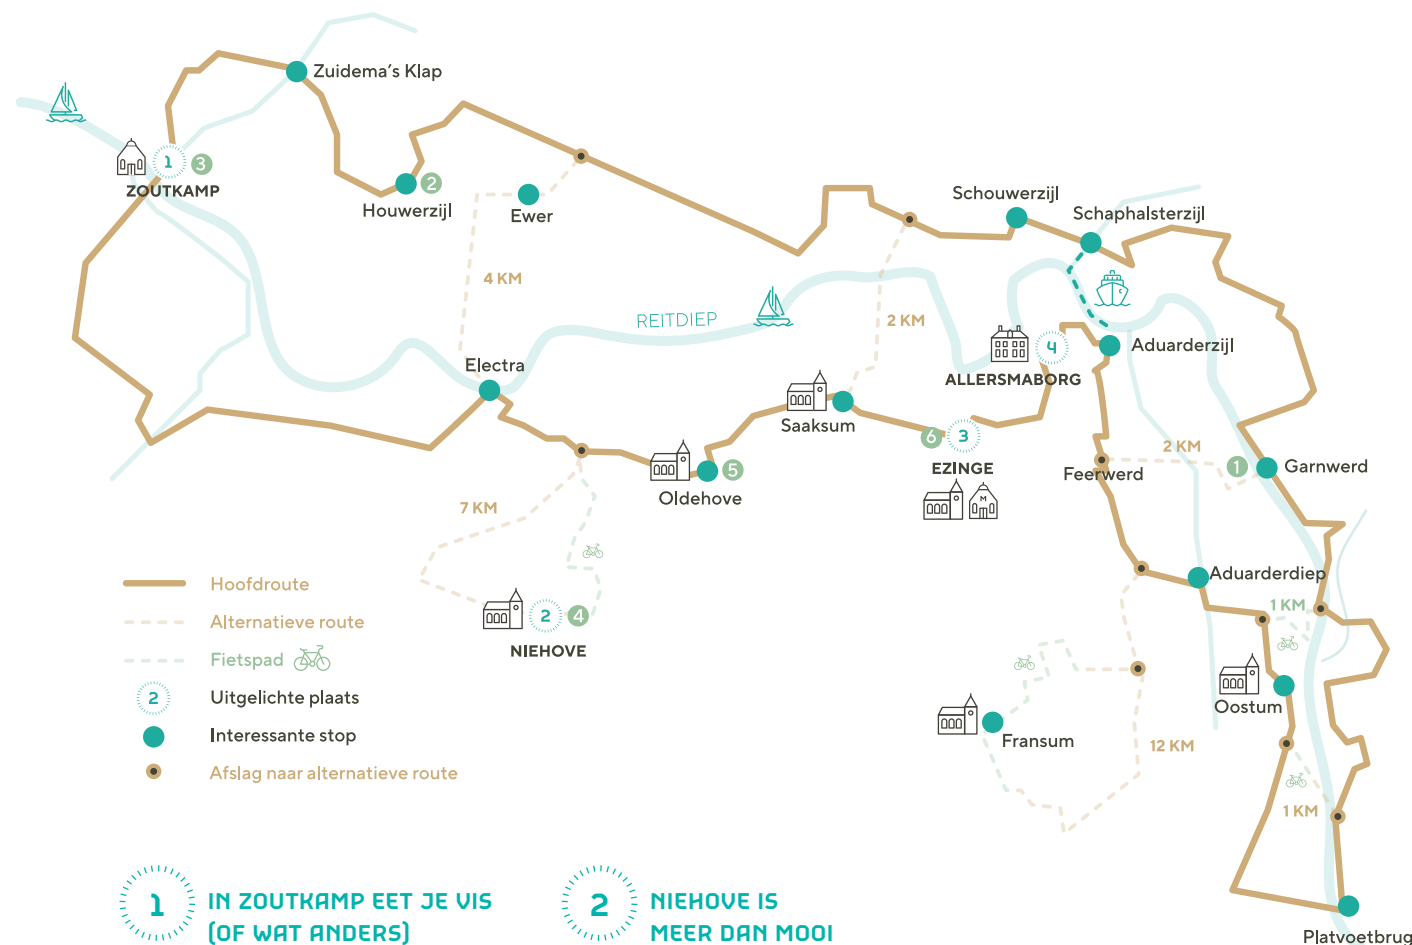 Zuidema's Klap
1
3
ZOUTKAMP
2
Houwerzijl
Ewer
Schouwerzijl
Schaphalsterzijl
4 KM
REITDIEP
2 KM
Electra
4
Aduarderzijl
ALLERSMABORG
Saaksum
6
3
EZINGE
M
2 KM
Feerwerd
1
Garnwerd
5
Oldehove
7 KM
2
4
NIEHOVE
Aduarderdiep
1 KM
Oostum
Fransum
12 KM
1 KM
Platvoetbrug
Hoofdroute
Alternatieve route
Fietspad
2
Uitgelichte plaats
Interessante stop
Afslag naar alternatieve route
1
IN ZOUTKAMP EET JE VIS
(OF WAT ANDERS)
2
NIEHOVE IS
MEER DAN MOOI